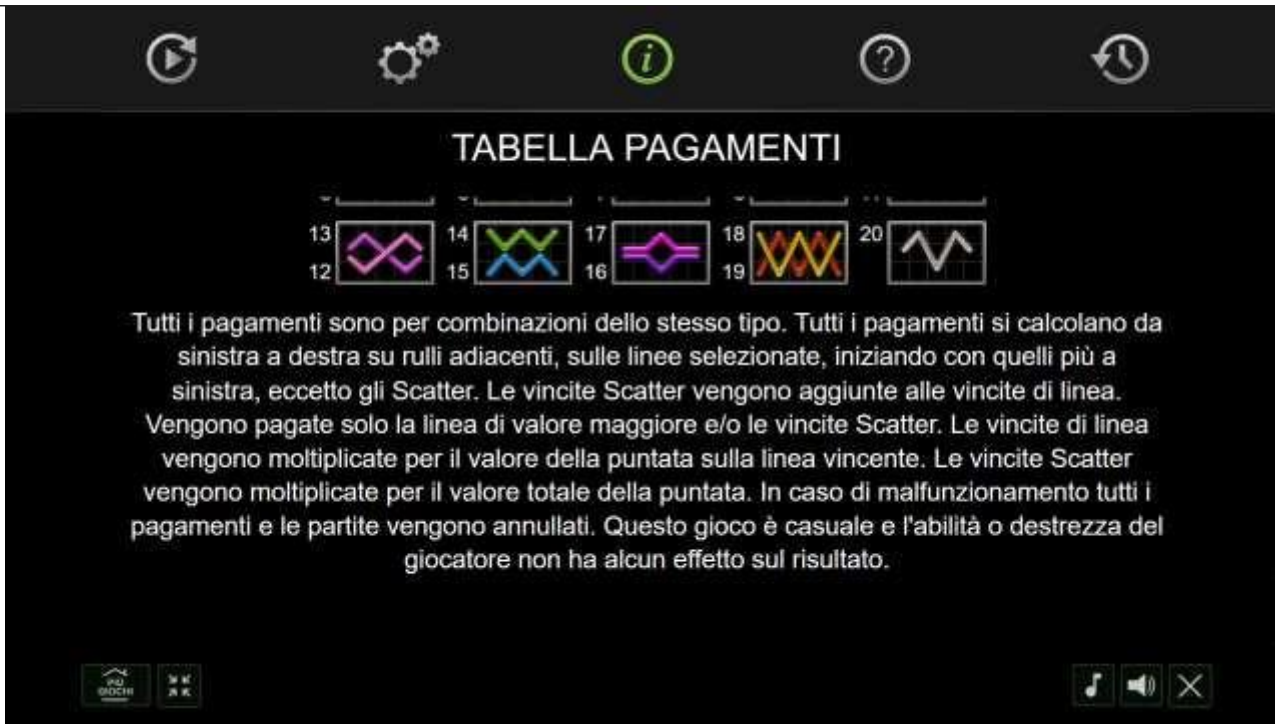 TABELLA PAGAMENTI
13 14 17 18 20
12 15 16 19
Tutti i pagamenti sono per combinazioni dello stesso tipo. Tutti i pagamenti si calcolano da
sinistra a destra su rulli adiacenti, sulle linee selezionate, iniziando con quelli più a
sinistra, eccetto gli Scatter. Le vincite Scatter vengono aggiunte alle vincite di linea.
Vengono pagate solo la linea di valore maggiore e/o le vincite Scatter. Le vincite di linea
vengono moltiplicate per il valore della puntata sulla linea vincente. Le vincite Scatter
vengono moltiplicate per il valore totale della puntata. In caso di malfunzionamento tutti i
pagamenti e le partite vengono annullati. Questo gioco è casuale e l'abilità o destrezza del
giocatore non ha alcun effetto sul risultato.
PIÙ
GIOCHI